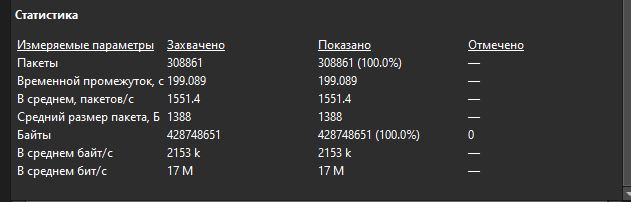 Статистика
Измеряемые параметры Захвачено Показано Отмечено
Пакеты 308861 308861 (100.0%) —
Временной промежуток, с 199.089 199.089 —
В среднем, пакетов/с 1551.4 1551.4 —
Средний размер пакета, Б 1388 1388 —
Байты 428748651 428748651 (100.0%) 0
В среднем байт/с 2153 k 2153 k —
В среднем бит/с 17 M 17 M —